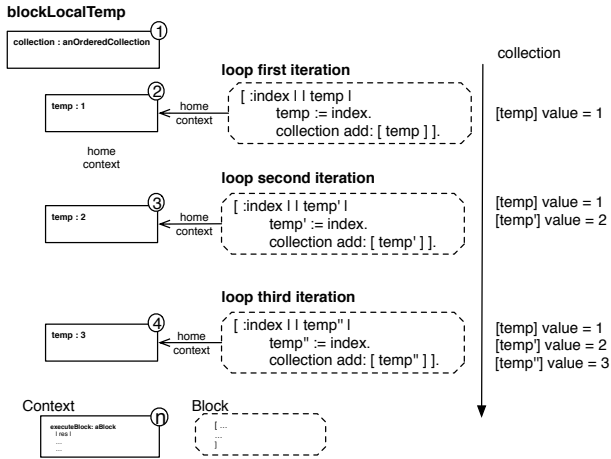 blockLocalTemp
1
collection : anOrderedCollection
collection
loop first iteration
2
temp : 1
home
context
[ :index | | temp |
temp := index.
collection add: [ temp ] ].
[temp] value = 1
home
context
loop second iteration
3
temp : 2
home
context
[ :index | | temp' |
temp' := index.
collection add: [ temp' ] ].
[temp] value = 1
[temp'] value = 2
loop third iteration
4
temp : 3
home
context
[ :index | | temp'' |
temp'' := index.
collection add: [ temp'' ] ].
[temp] value = 1
[temp'] value = 2
[temp''] value = 3
Context
n
executeBlock: aBlock
| res |
...
...
Block
[ ...
...
]